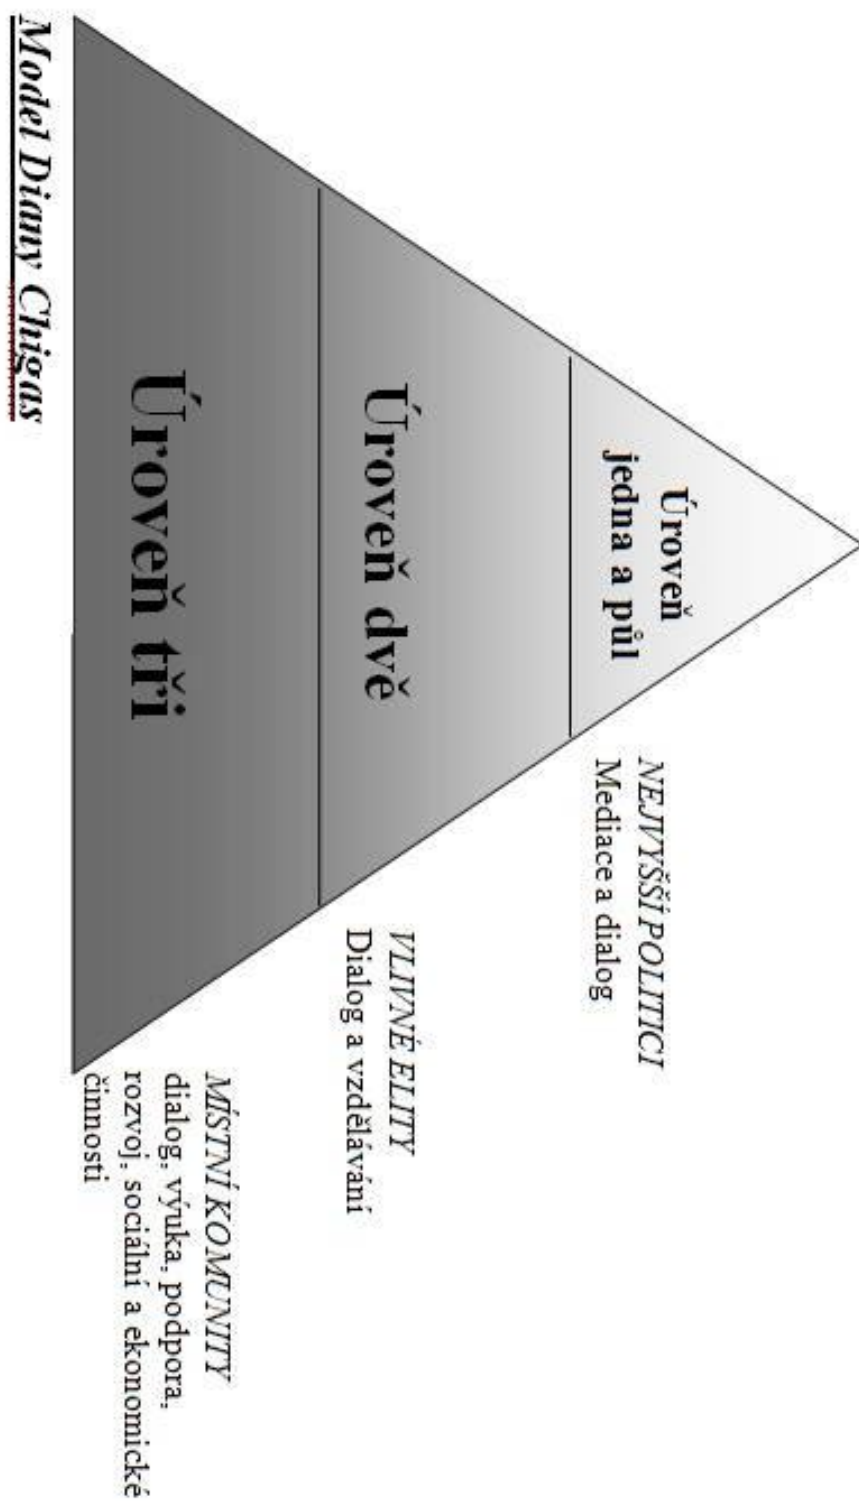 Úroveň
jedna a půl
NEJVYŠŠÍ POLITICI
Mediace a dialog
Úroveň dvě
VLIVNÉ ELITY
Dialog a vzdělávání
Úroveň tři
MÍSTNÍ KOMUNITY
dialog, výuka, podpora,
rozvoj, sociální a ekonomické
činnosti
Model Diany Chigas